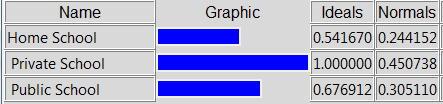 Name Graphic Ideals Normals
Home School 0.541670 0.244152
Private School 1.000000 0.450738
Public School 0.676912 0.305110